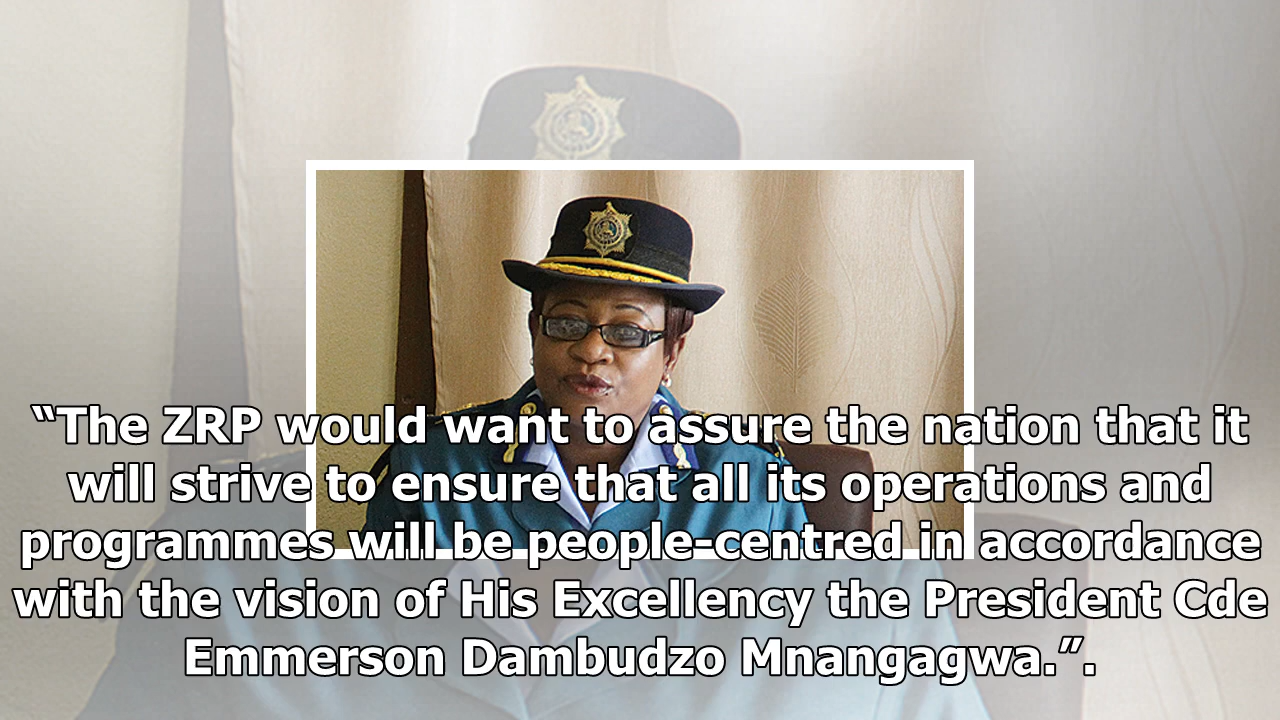 “The ZRP would want to assure the nation that it
will strive to ensure that all its operations and
programmes will be people-centred in accordance
with the vision of His Excellency the President Cde
Emmerson Dambudzo Mnangagwa.”.